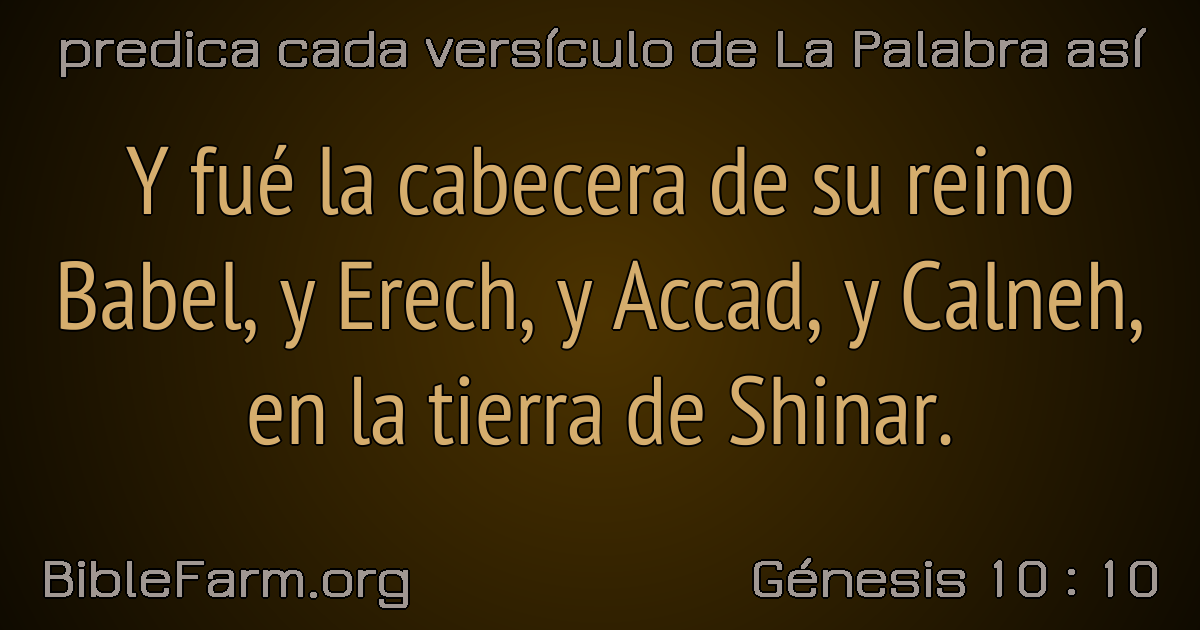 predica cada versículo de La Palabra así
Y fué la cabecera de su reino
Babel, y Erech, y Accad, y Calneh,
en la tierra de Shinar.
BibleFarm.org
Génesis 10 : 10